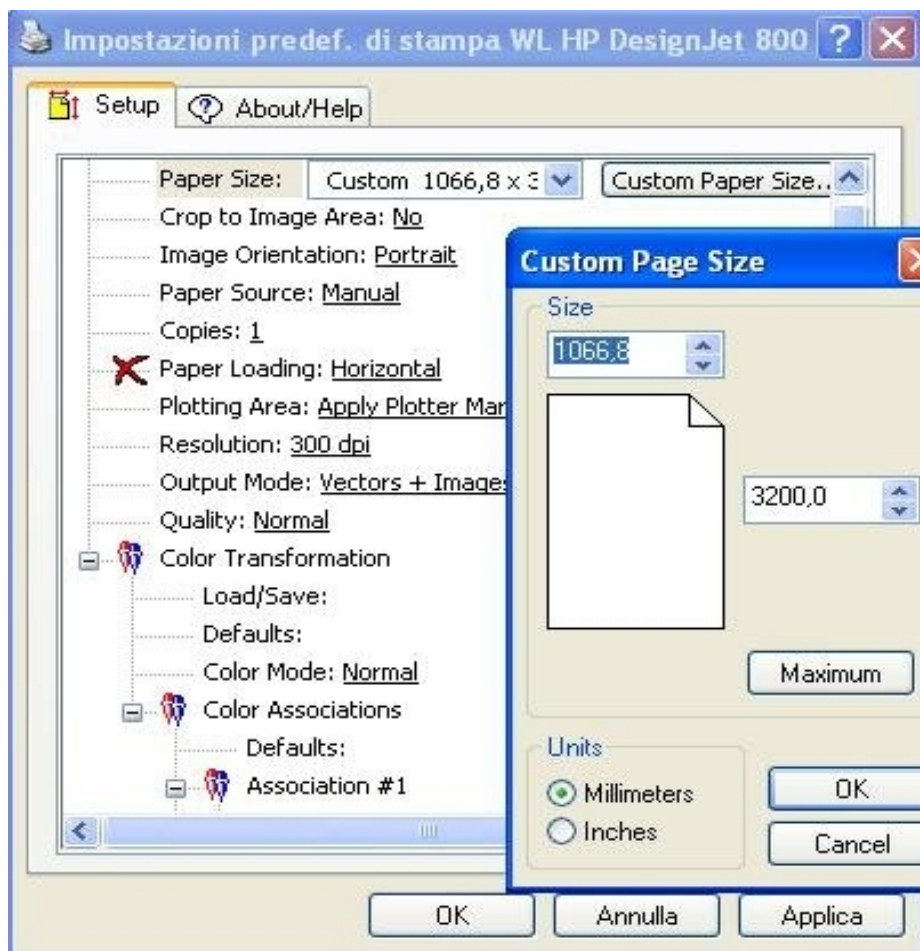 Impostazioni predef. di stampa WL HP DesignJet 800
Setup
About/Help
Paper Size: Custom 1066,8 x 3
Custom Paper Size..
Crop to Image Area: No
Image Orientation: Portrait
Paper Source: Manual
Copies: 1
Paper Loading: Horizontal
Plotting Area: Apply Plotter Mar
Resolution: 300 dpi
Output Mode: Vectors + Images
Quality: Normal
Color Transformation
Load/Save:
Defaults:
Color Mode: Normal
Color Associations
Defaults:
Association #1
Custom Page Size
Size
1066,8
3200,0
Maximum
Units
Millimeters
Inches
OK
Cancel
OK
Annulla
Applica